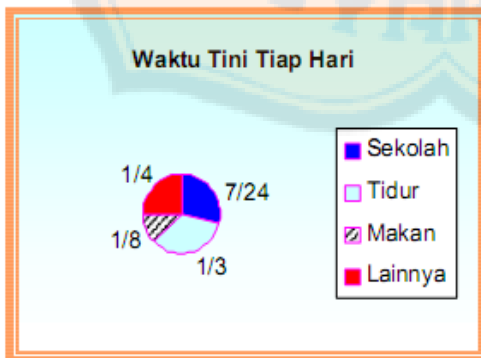 Waktu Tini Tiap Hari
1/4
7/24
1/8
1/3
Sekolah
Tidur
Makan
Lainnya